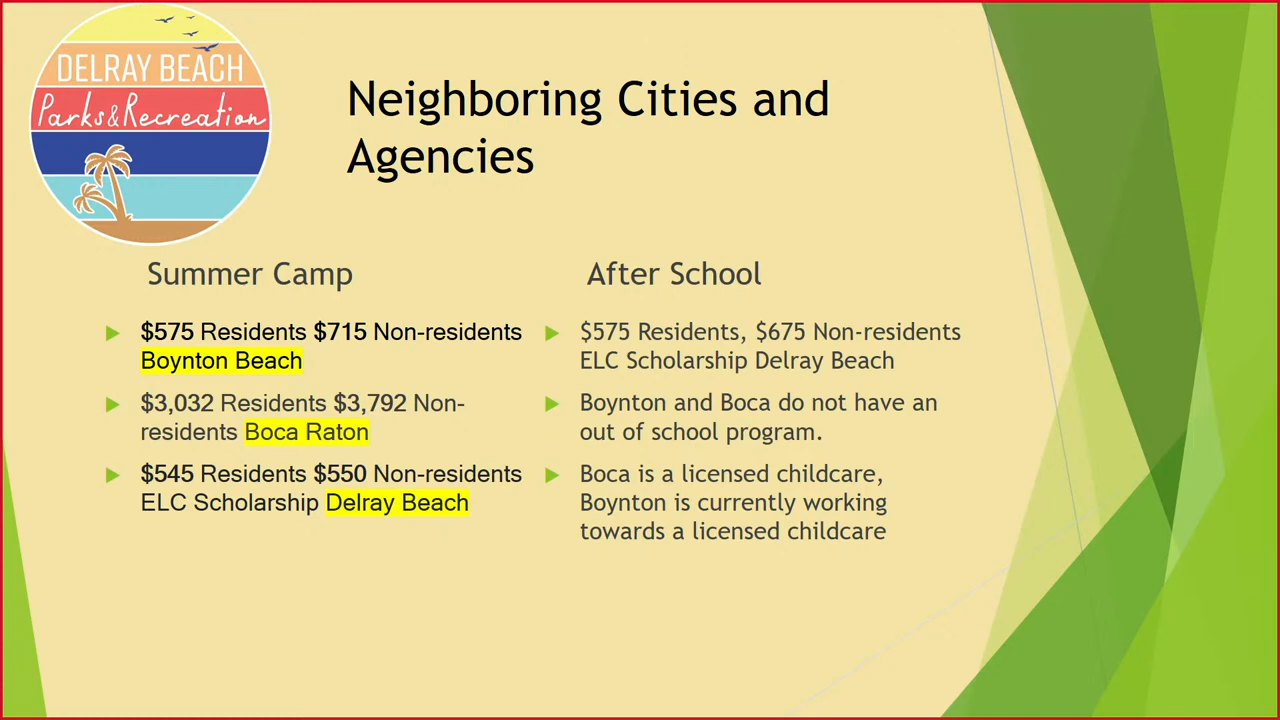 DELRAY BEACH
Parks&Recreation
Neighboring Cities and
Agencies
Summer Camp
$575 Residents $715 Non-residents
Boynton Beach
$3,032 Residents $3,792 Non-
residents Boca Raton
$545 Residents $550 Non-residents
ELC Scholarship Delray Beach
After School
$575 Residents, $675 Non-residents
ELC Scholarship Delray Beach
Boynton and Boca do not have an
out of school program.
Boca is a licensed childcare,
Boynton is currently working
towards a licensed childcare